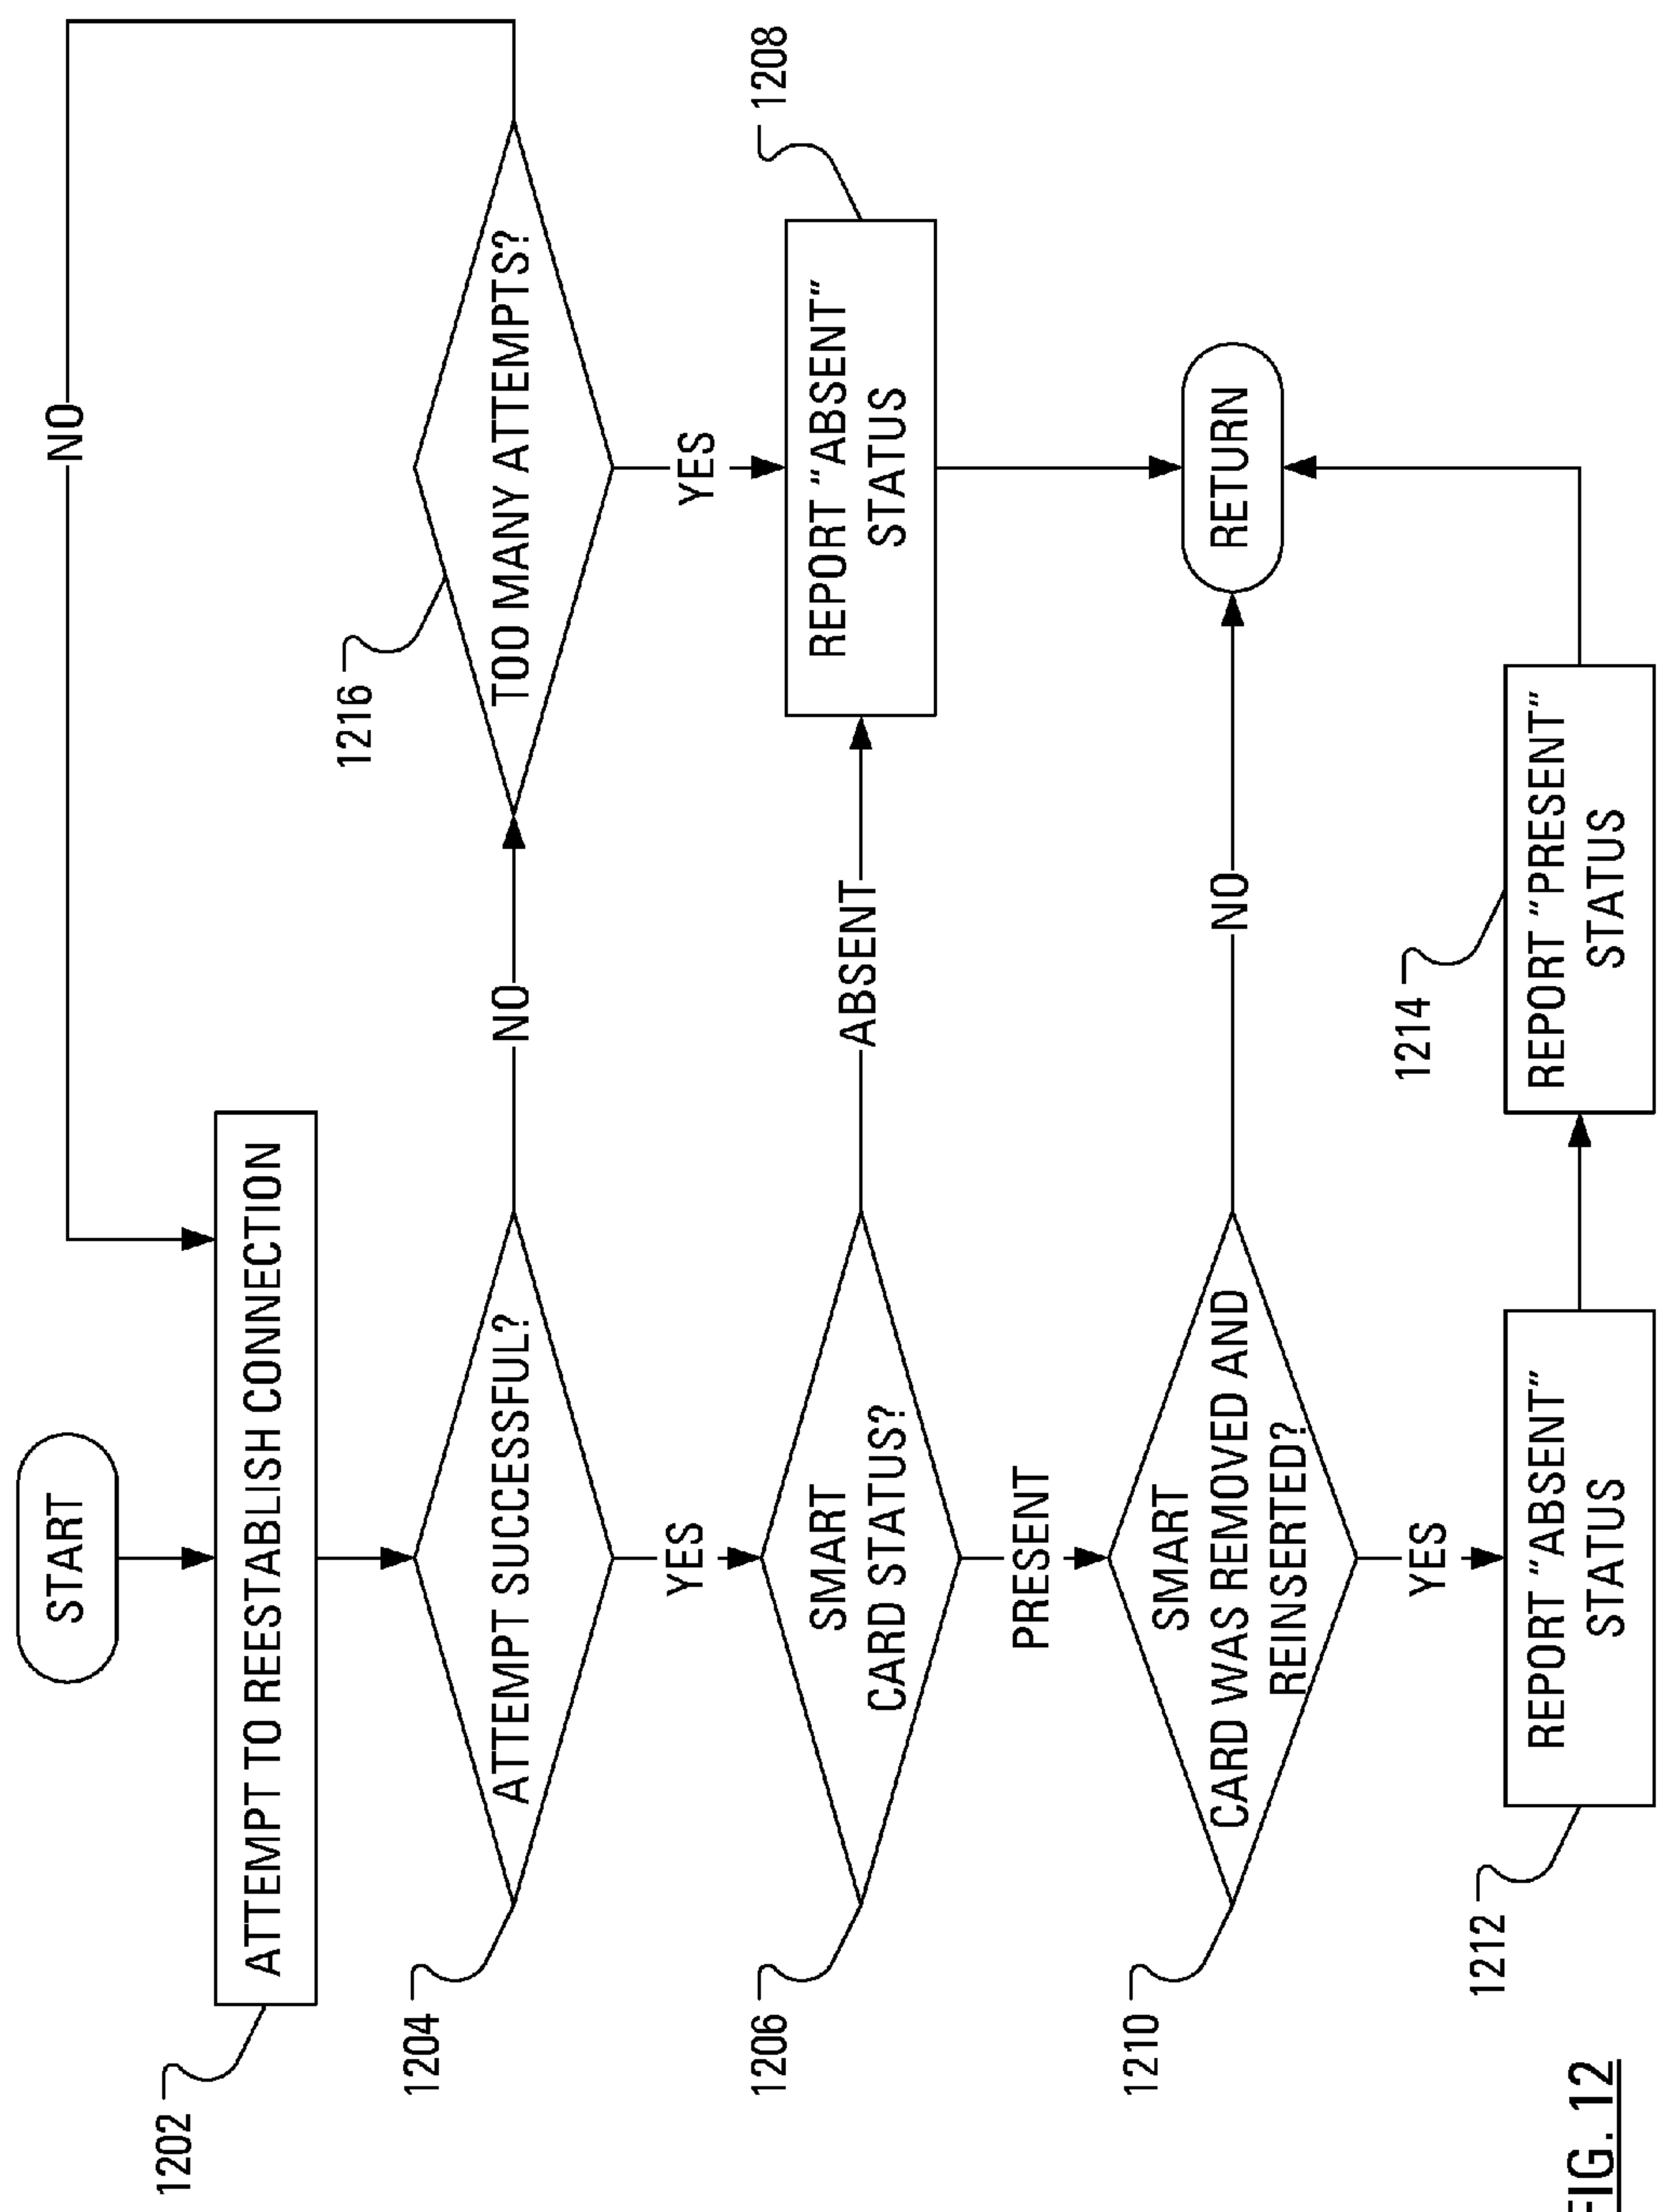 START
1202
ATTEMPT TO REESTABLISH CONNECTION
NO
1204
ATTEMPT SUCCESSFUL?
NO
1216
TOO MANY ATTEMPTS?
YES
YES
1206
SMART
CARD STATUS?
ABSENT
REPORT "ABSENT"
STATUS
1208
PRESENT
1210
SMART
CARD WAS REMOVED AND
REINSERTED?
NO
RETURN
YES
1212
REPORT "ABSENT"
STATUS
1214
REPORT "PRESENT"
STATUS
FIG. 12